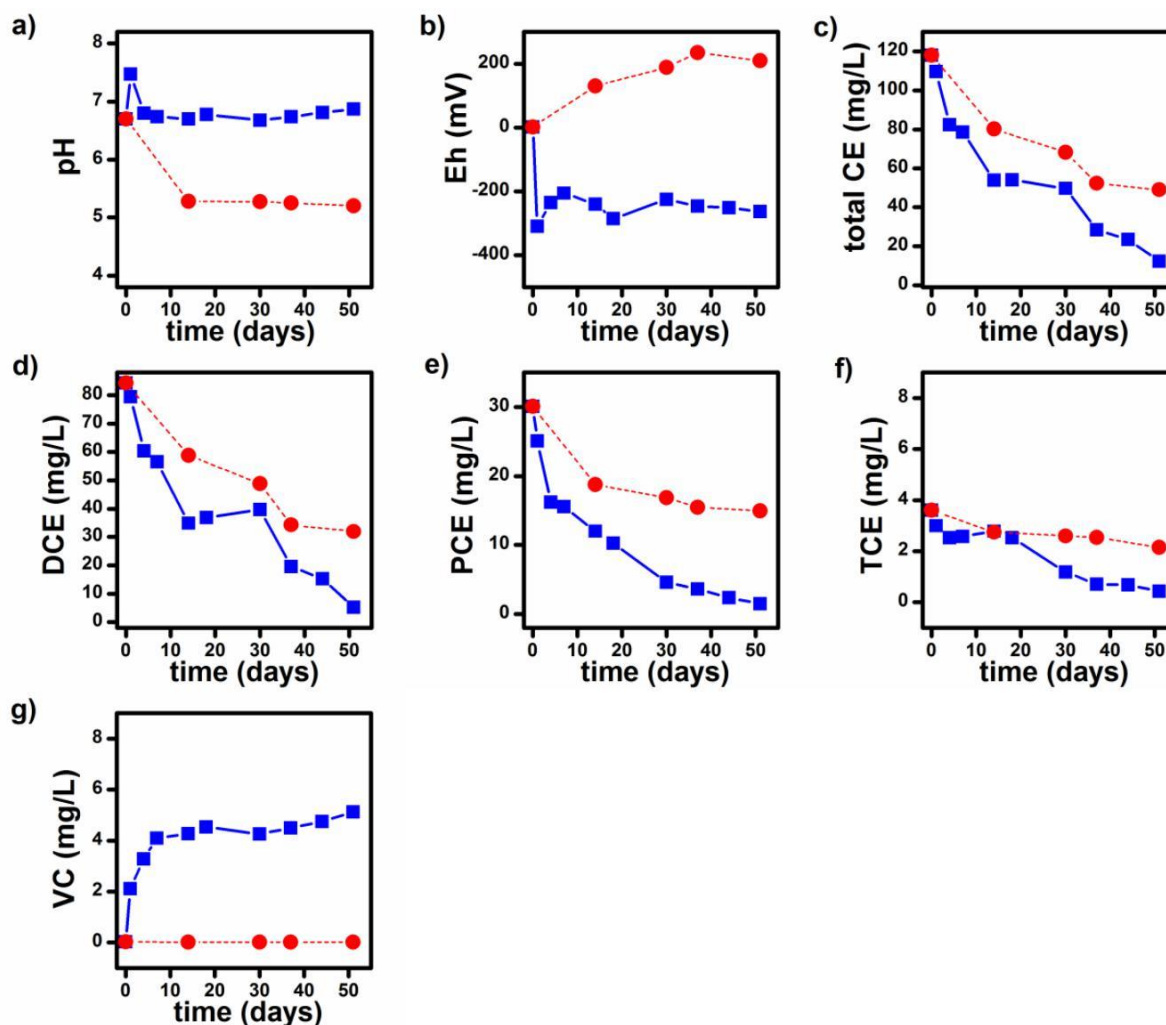 a)
8
7
6
5
4
pH
0 10 20 30 40 50
time (days)
b)
200
0
-200
-400
Eh (mV)
0 10 20 30 40 50
time (days)
c)
120
100
80
60
40
20
0
total CE (mg/L)
0 10 20 30 40 50
time (days)
d)
80
70
60
50
40
30
20
10
0
DCE (mg/L)
0 10 20 30 40 50
time (days)
e)
30
20
10
0
PCE (mg/L)
0 10 20 30 40 50
time (days)
f)
8
6
4
2
0
TCE (mg/L)
0 10 20 30 40 50
time (days)
g)
8
6
4
2
0
VC (mg/L)
0 10 20 30 40 50
time (days)